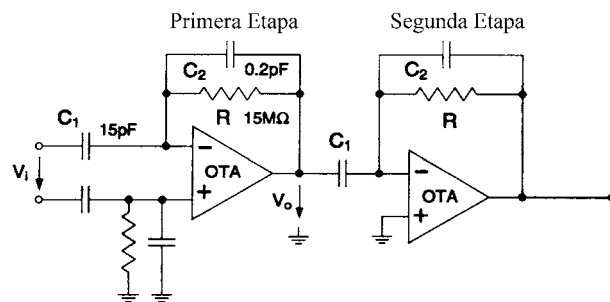 Primera Etapa
Segunda Etapa
C₂ 0.2pF
R 15MΩ
C₁ 15pF
Vᵢ
−
OTA
+
Vₒ
C₂
R
C₁
−
OTA
+